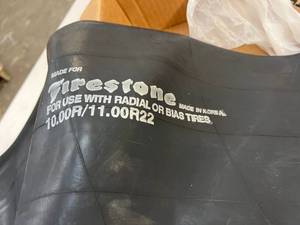 MADE FOR
Firestone
MADE IN KOREA
FOR USE WITH RADIAL OR BIAS TIRES
10.00R/11.00R22